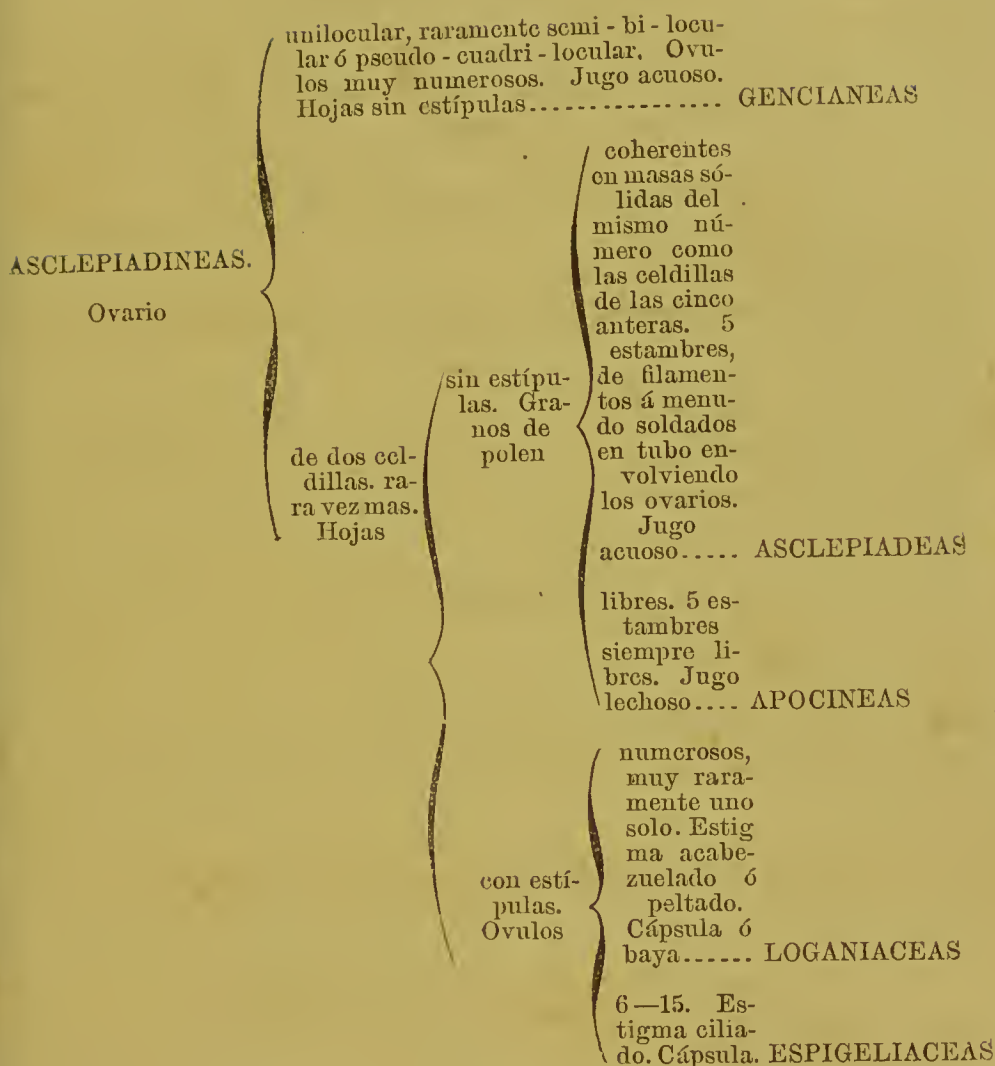 unilocular, raramente semi - bi - locu-
lar ó pseudo - cuadri - locular. Ovu-
los muy numerosos. Jugo acuoso.
Hojas sin estípulas................ GENCIANEAS
ASCLEPIADINEAS.
Ovario
de dos cel-
dillas. ra-
ra vez mas.
Hojas
sin estípu-
las. Gra-
nos de
polen
coherentes
en masas só-
lidas del
mismo nú-
mero como
las celdillas
de las cinco
anteras. 5
estambres,
de filamen-
tos á menu-
do soldados
en tubo en-
volviendo
los ovarios.
Jugo
acuoso..... ASCLEPIADEAS
libres. 5 es-
tambres
siempre li-
bres. Jugo
lechoso.... APOCINEAS
con estí-
pulas.
Ovulos
numerosos,
muy rara-
mente uno
solo. Estig
ma acabe-
zuelado ó
peltado.
Cápsula ó
baya...... LOGANIACEAS
6—15. Es-
tigma cilia-
do. Cápsula. ESPIGELIACEAS